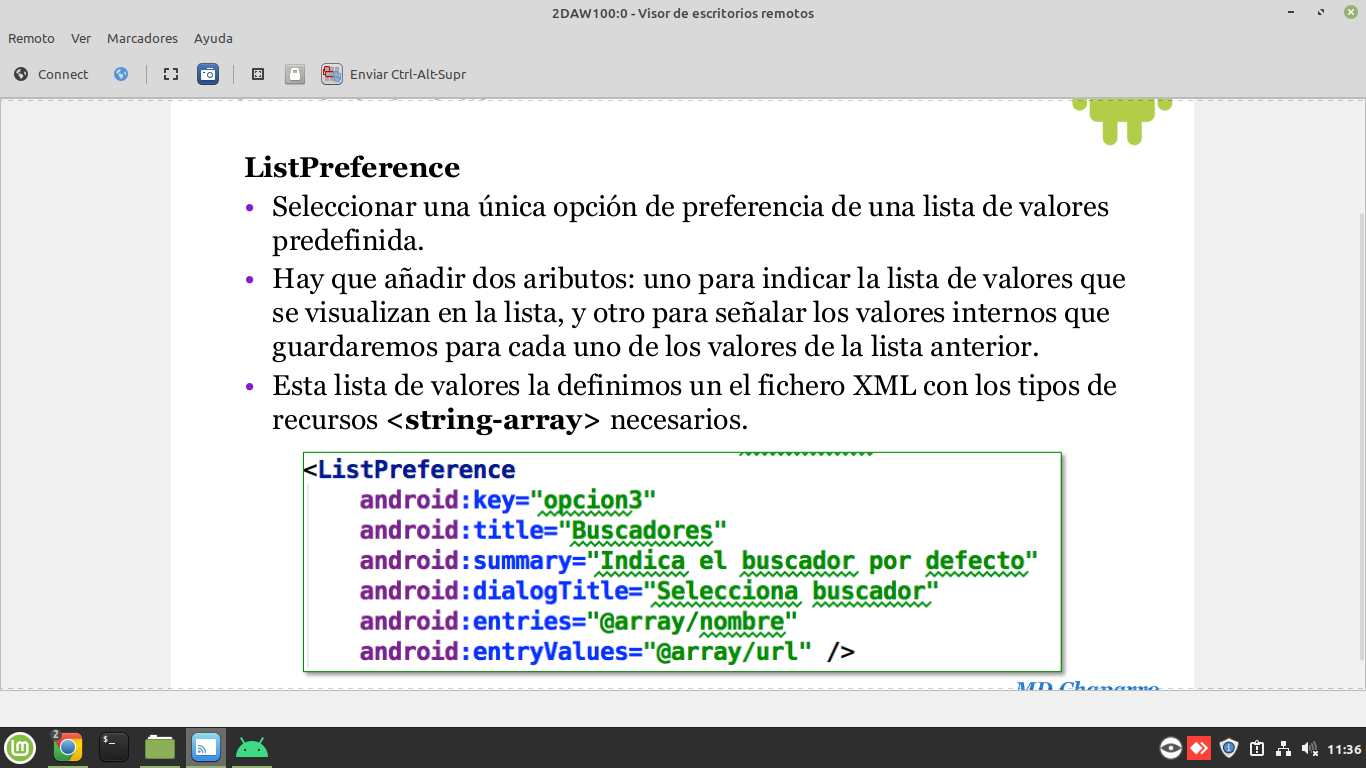 2DAW100:0 - Visor de escritorios remotos
Remoto Ver Marcadores Ayuda
Connect Enviar Ctrl-Alt-Supr
ListPreference
• Seleccionar una única opción de preferencia de una lista de valores
predefinida.
• Hay que añadir dos aributos: uno para indicar la lista de valores que
se visualizan en la lista, y otro para señalar los valores internos que
guardaremos para cada uno de los valores de la lista anterior.
• Esta lista de valores la definimos un el fichero XML con los tipos de
recursos <string-array> necesarios.
<ListPreference
android:key="opcion3"
android:title="Buscadores"
android:summary="Indica el buscador por defecto"
android:dialogTitle="Selecciona buscador"
android:entries="@array/nombre"
android:entryValues="@array/url" />
MD Chaparro
2
11:36